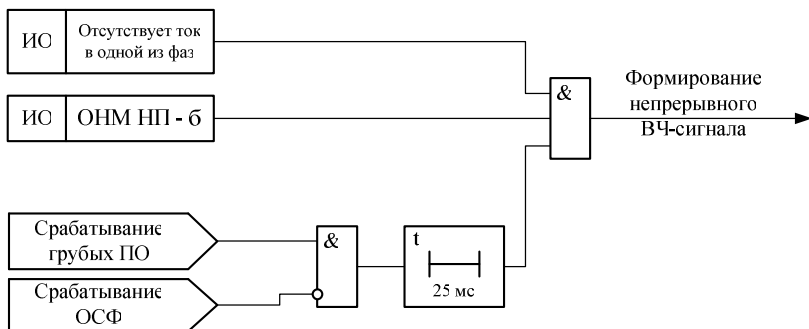 ИО
Отсутствует ток
в одной из фаз
ИО
ОНМ НП - б
&
Формирование
непрерывного
ВЧ-сигнала
Срабатывание
грубых ПО
Срабатывание
ОСФ
&
t
25 мс